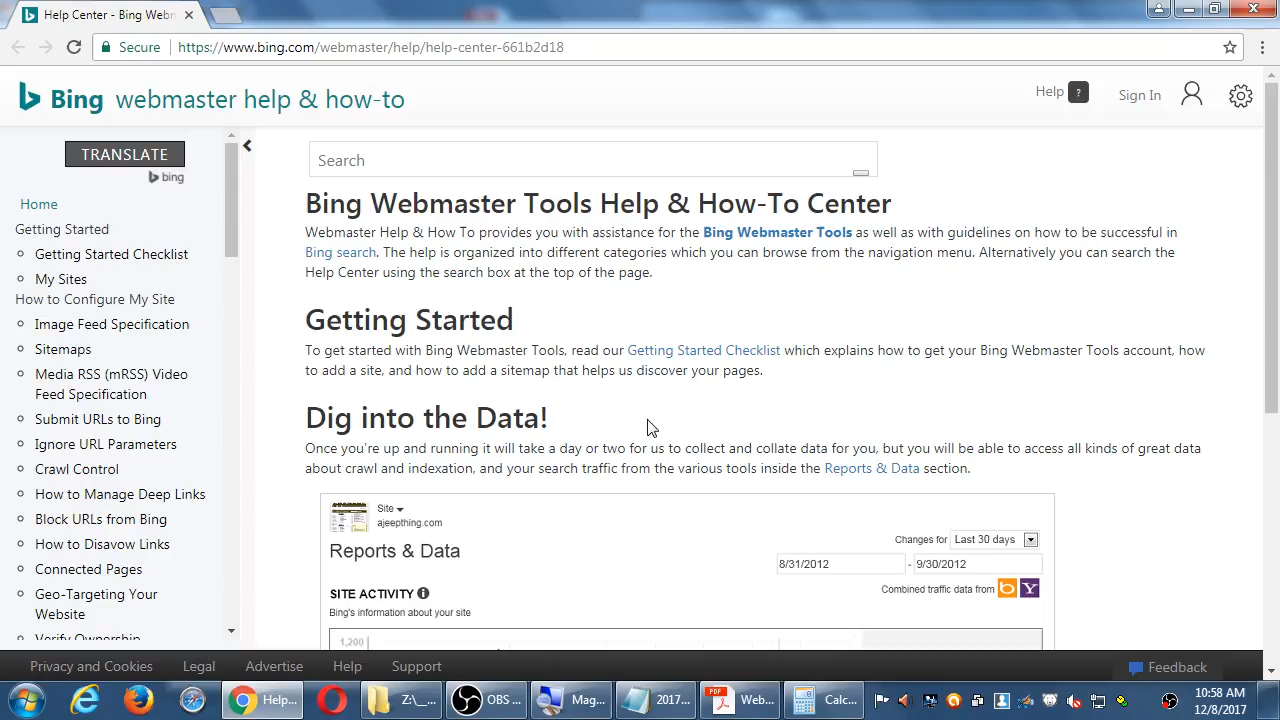 Help Center - Bing Webn
Secure
https://www.bing.com/webmaster/help/help-center-661b2d18
Bing webmaster help & how-to
Help ?
Sign In
TRANSLATE
bing
Home
Getting Started
Getting Started Checklist
My Sites
How to Configure My Site
Image Feed Specification
Sitemaps
Media RSS (mRSS) Video
Feed Specification
Submit URLs to Bing
Ignore URL Parameters
Crawl Control
How to Manage Deep Links
Block URLs from Bing
How to Disavow Links
Connected Pages
Geo-Targeting Your
Website
Verify Ownership
Search
Bing Webmaster Tools Help & How-To Center
Webmaster Help & How To provides you with assistance for the Bing Webmaster Tools as well as with guidelines on how to be successful in
Bing search. The help is organized into different categories which you can browse from the navigation menu. Alternatively you can search the
Help Center using the search box at the top of the page.
Getting Started
To get started with Bing Webmaster Tools, read our Getting Started Checklist which explains how to get your Bing Webmaster Tools account, how
to add a site, and how to add a sitemap that helps us discover your pages.
Dig into the Data!
Once you're up and running it will take a day or two for us to collect and collate data for you, but you will be able to access all kinds of great data
about crawl and indexation, and your search traffic from the various tools inside the Reports & Data section.
Site
ajeepthing.com
Reports & Data
Changes for Last 30 days
8/31/2012 - 9/30/2012
Combined traffic data from b Y
SITE ACTIVITY
Bing's information about your site
1,200
Privacy and Cookies
Legal
Advertise
Help
Support
Feedback
Help...
Z:\__...
OBS ...
Mag...
2017...
PDF
Web...
Calc...
10:58 AM
12/8/2017